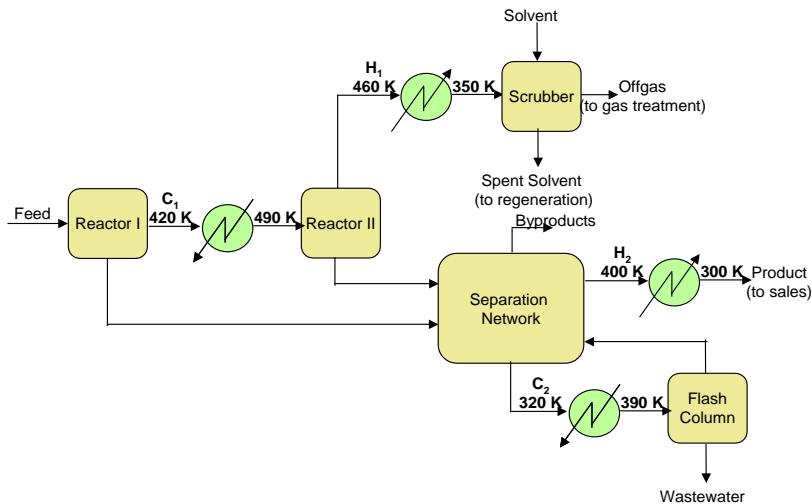 Solvent
H1
460 K
350 K
Scrubber
Offgas
(to gas treatment)
Spent Solvent
(to regeneration)
Feed
Reactor I
C1
420 K
490 K
Reactor II
Byproducts
Separation
Network
H2
400 K
300 K
Product
(to sales)
C2
320 K
390 K
Flash
Column
Wastewater